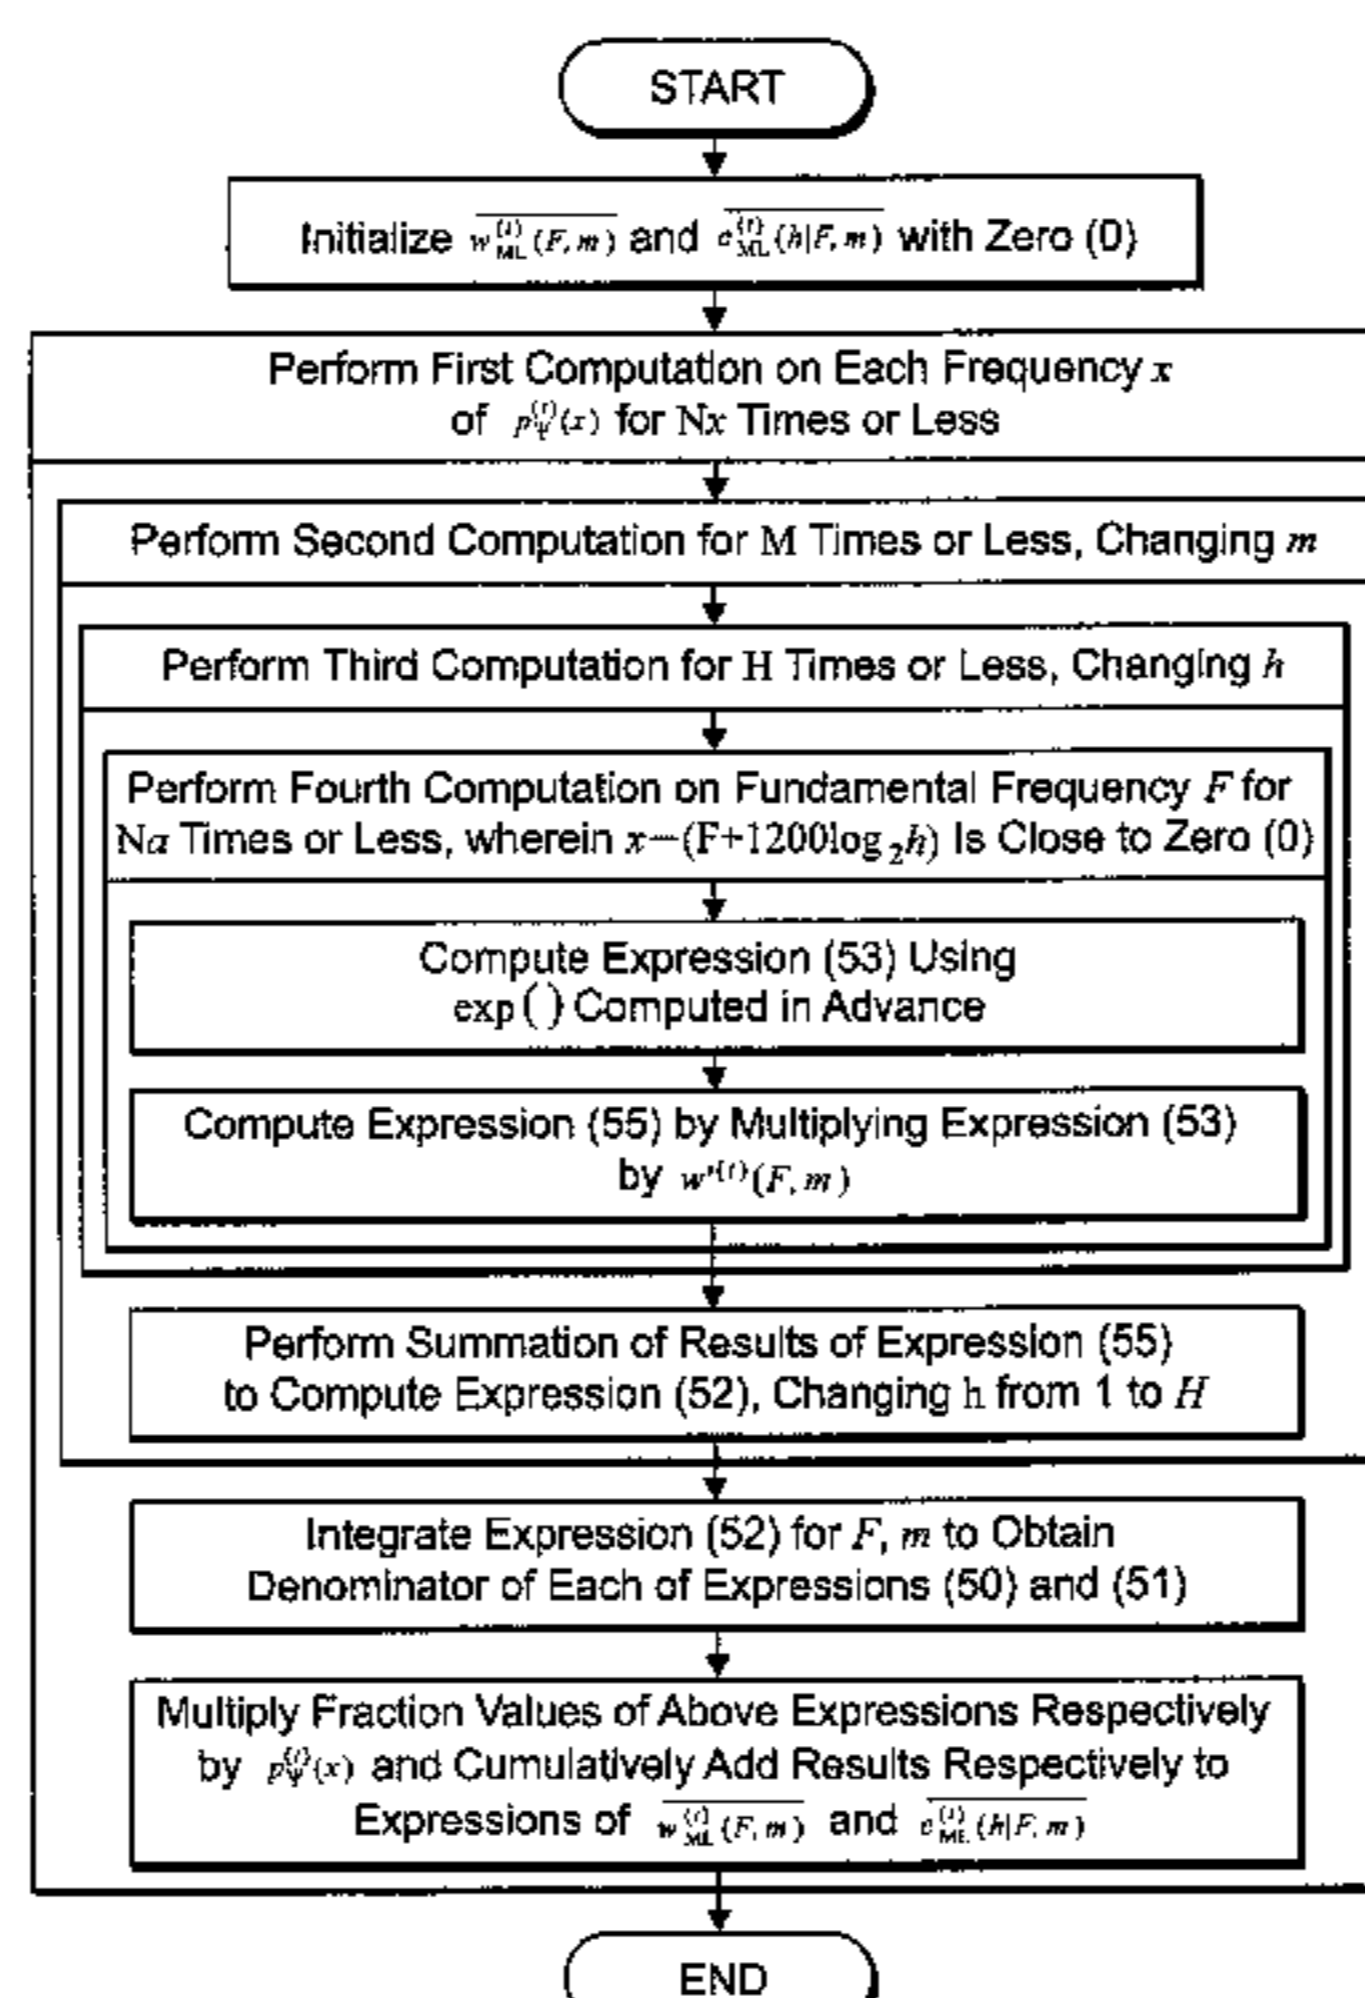 START
Initialize w_ML^(t)(F, m) and c_ML^(t)(h|F, m) with Zero (0)
Perform First Computation on Each Frequency x
of p_Ψ^(t)(x) for Nx Times or Less
Perform Second Computation for M Times or Less, Changing m
Perform Third Computation for H Times or Less, Changing h
Perform Fourth Computation on Fundamental Frequency F for
Na Times or Less, wherein x−(F+1200log₂h) Is Close to Zero (0)
Compute Expression (53) Using
exp( ) Computed in Advance
Compute Expression (55) by Multiplying Expression (53)
by w'^(t)(F, m)
Perform Summation of Results of Expression (55)
to Compute Expression (52), Changing h from 1 to H
Integrate Expression (52) for F, m to Obtain
Denominator of Each of Expressions (50) and (51)
Multiply Fraction Values of Above Expressions Respectively
by p_Ψ^(t)(x) and Cumulatively Add Results Respectively to
Expressions of w_ML^(t)(F, m) and c_ML^(t)(h|F, m)
END